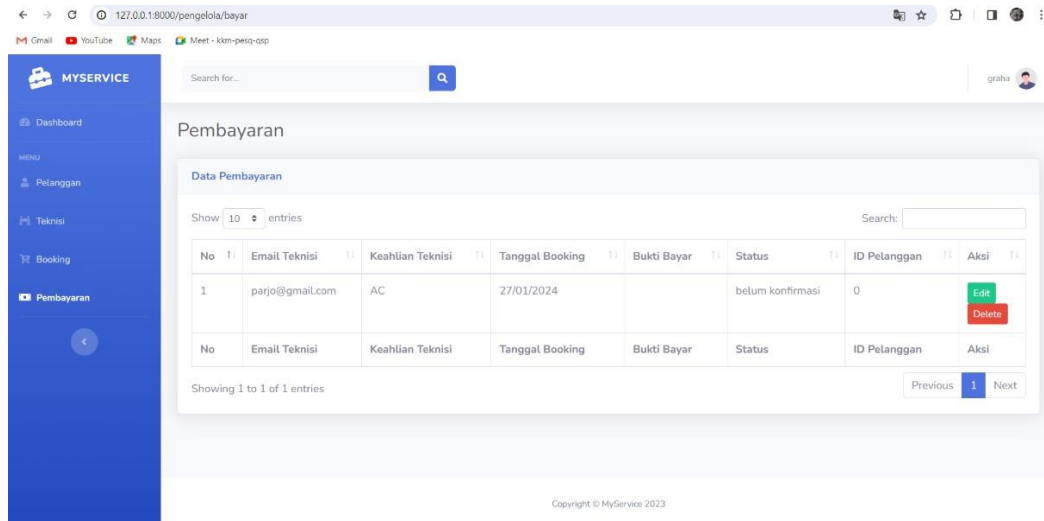 127.0.0.1:8000/pengelola/bayar
Gmail YouTube Maps Meet - kkm-pesq-qsp
MYSERVICE
Search for...
graha
Dashboard
MENU
Pelanggan
Teknisi
Booking
Pembayaran
Pembayaran
Data Pembayaran
Show 10 entries
Search:
No Email Teknisi Keahlian Teknisi Tanggal Booking Bukti Bayar Status ID Pelanggan Aksi
1 parjo@gmail.com AC 27/01/2024 belum konfirmasi 0 Edit
Delete
No Email Teknisi Keahlian Teknisi Tanggal Booking Bukti Bayar Status ID Pelanggan Aksi
Showing 1 to 1 of 1 entries
Previous 1 Next
Copyright © MyService 2023